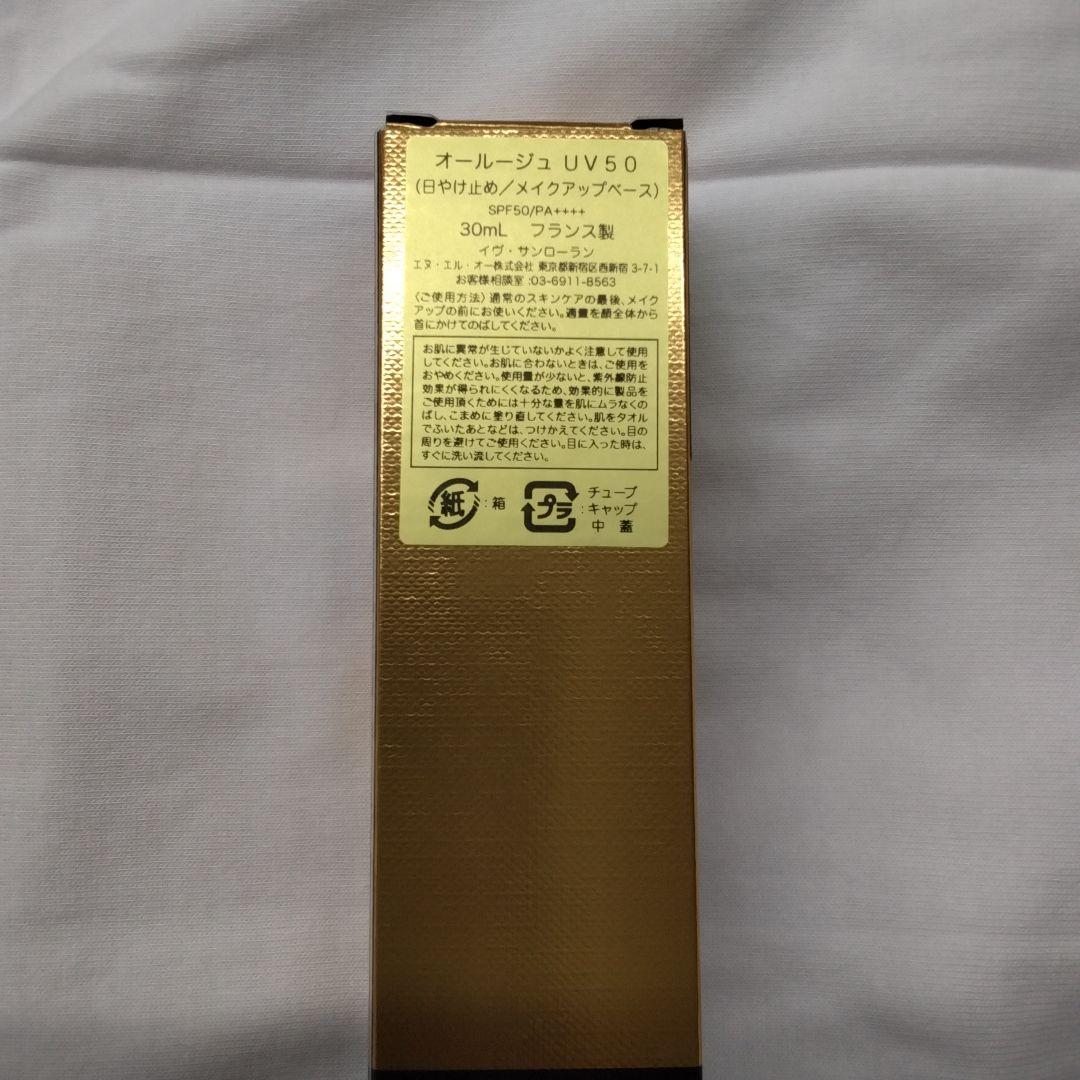 オールージュ UV50
(日やけ止め/メイクアップベース)
SPF50/PA++++
30mL フランス製
イヴ・サンローラン
エヌ・エル・オー株式会社 東京都新宿区西新宿 3-7-1
お客様相談室:03-6911-8563
〈ご使用方法〉通常のスキンケアの最後、メイク
アップの前にお使いください。適量を顔全体から
首にかけてのばしてください。
お肌に異常が生じていないかよく注意して使用
してください。お肌に合わないときは、ご使用を
おやめください。使用量が少ないと、紫外線防止
効果が得られにくくなるため、効果的に製品を
ご使用頂くためには十分な量を肌にムラなくの
ばし、こまめに塗り直してください。肌をタオル
でふいたあとなどは、つけかえてください。目の
周りを避けてご使用ください。目に入った時は、
すぐに洗い流してください。
紙 :箱
プラ :チューブ
キャップ
中 蓋